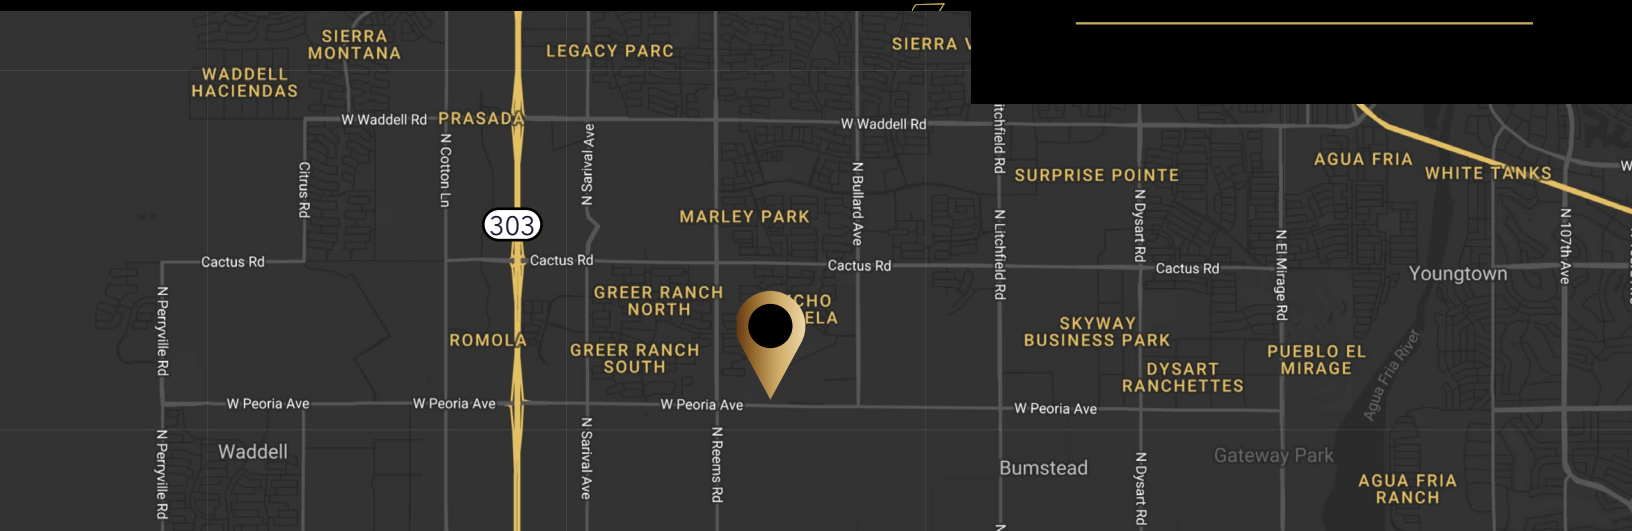 SIERRA
MONTANA
LEGACY PARC
SIERRA V
WADDELL
HACIENDAS
W Waddell Rd
PRASADA
W Waddell Rd
Citrus Rd
N Cotton Ln
N Sarival Ave
N Bullard Ave
itchfield Rd
SURPRISE POINTE
AGUA FRIA
WHITE TANKS
W
303
MARLEY PARK
N Litchfield Rd
N Dysart Rd
N El Mirage Rd
N 107th Ave
Cactus Rd
Cactus Rd
Cactus Rd
Cactus Rd
Youngtown
N Perryville Rd
GREER RANCH
NORTH
CHO
ELA
ROMOLA
GREER RANCH
SOUTH
SKYWAY
BUSINESS PARK
DYSART
RANCHETTES
PUEBLO EL
MIRAGE
Agua Fria River
W Peoria Ave
W Peoria Ave
W Peoria Ave
W Peoria Ave
Waddell
N Perryville Rd
N Sarival Ave
N Reems Rd
Bumstead
N Dysart Rd
Gateway Park
AGUA FRIA
RANCH
N